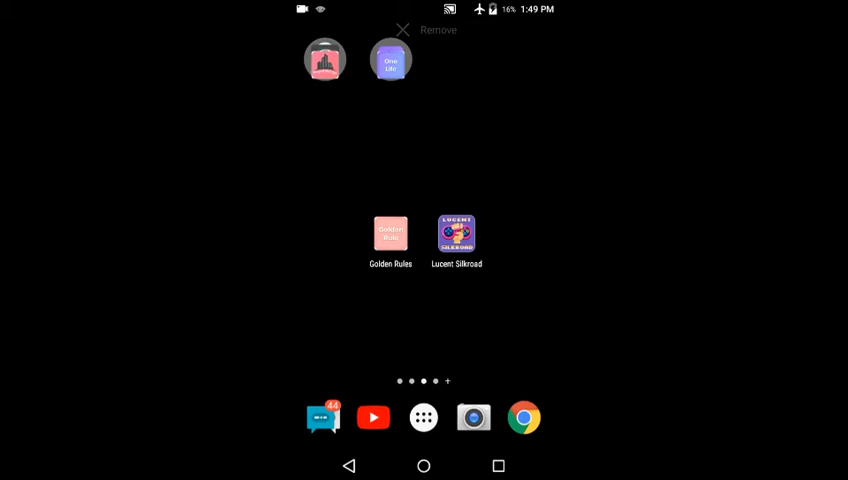 16% 1:49 PM
Remove
One
Life
Golden
Rule
LUCENT
SILKROAD
Golden Rules
Lucent Silkroad
+
44